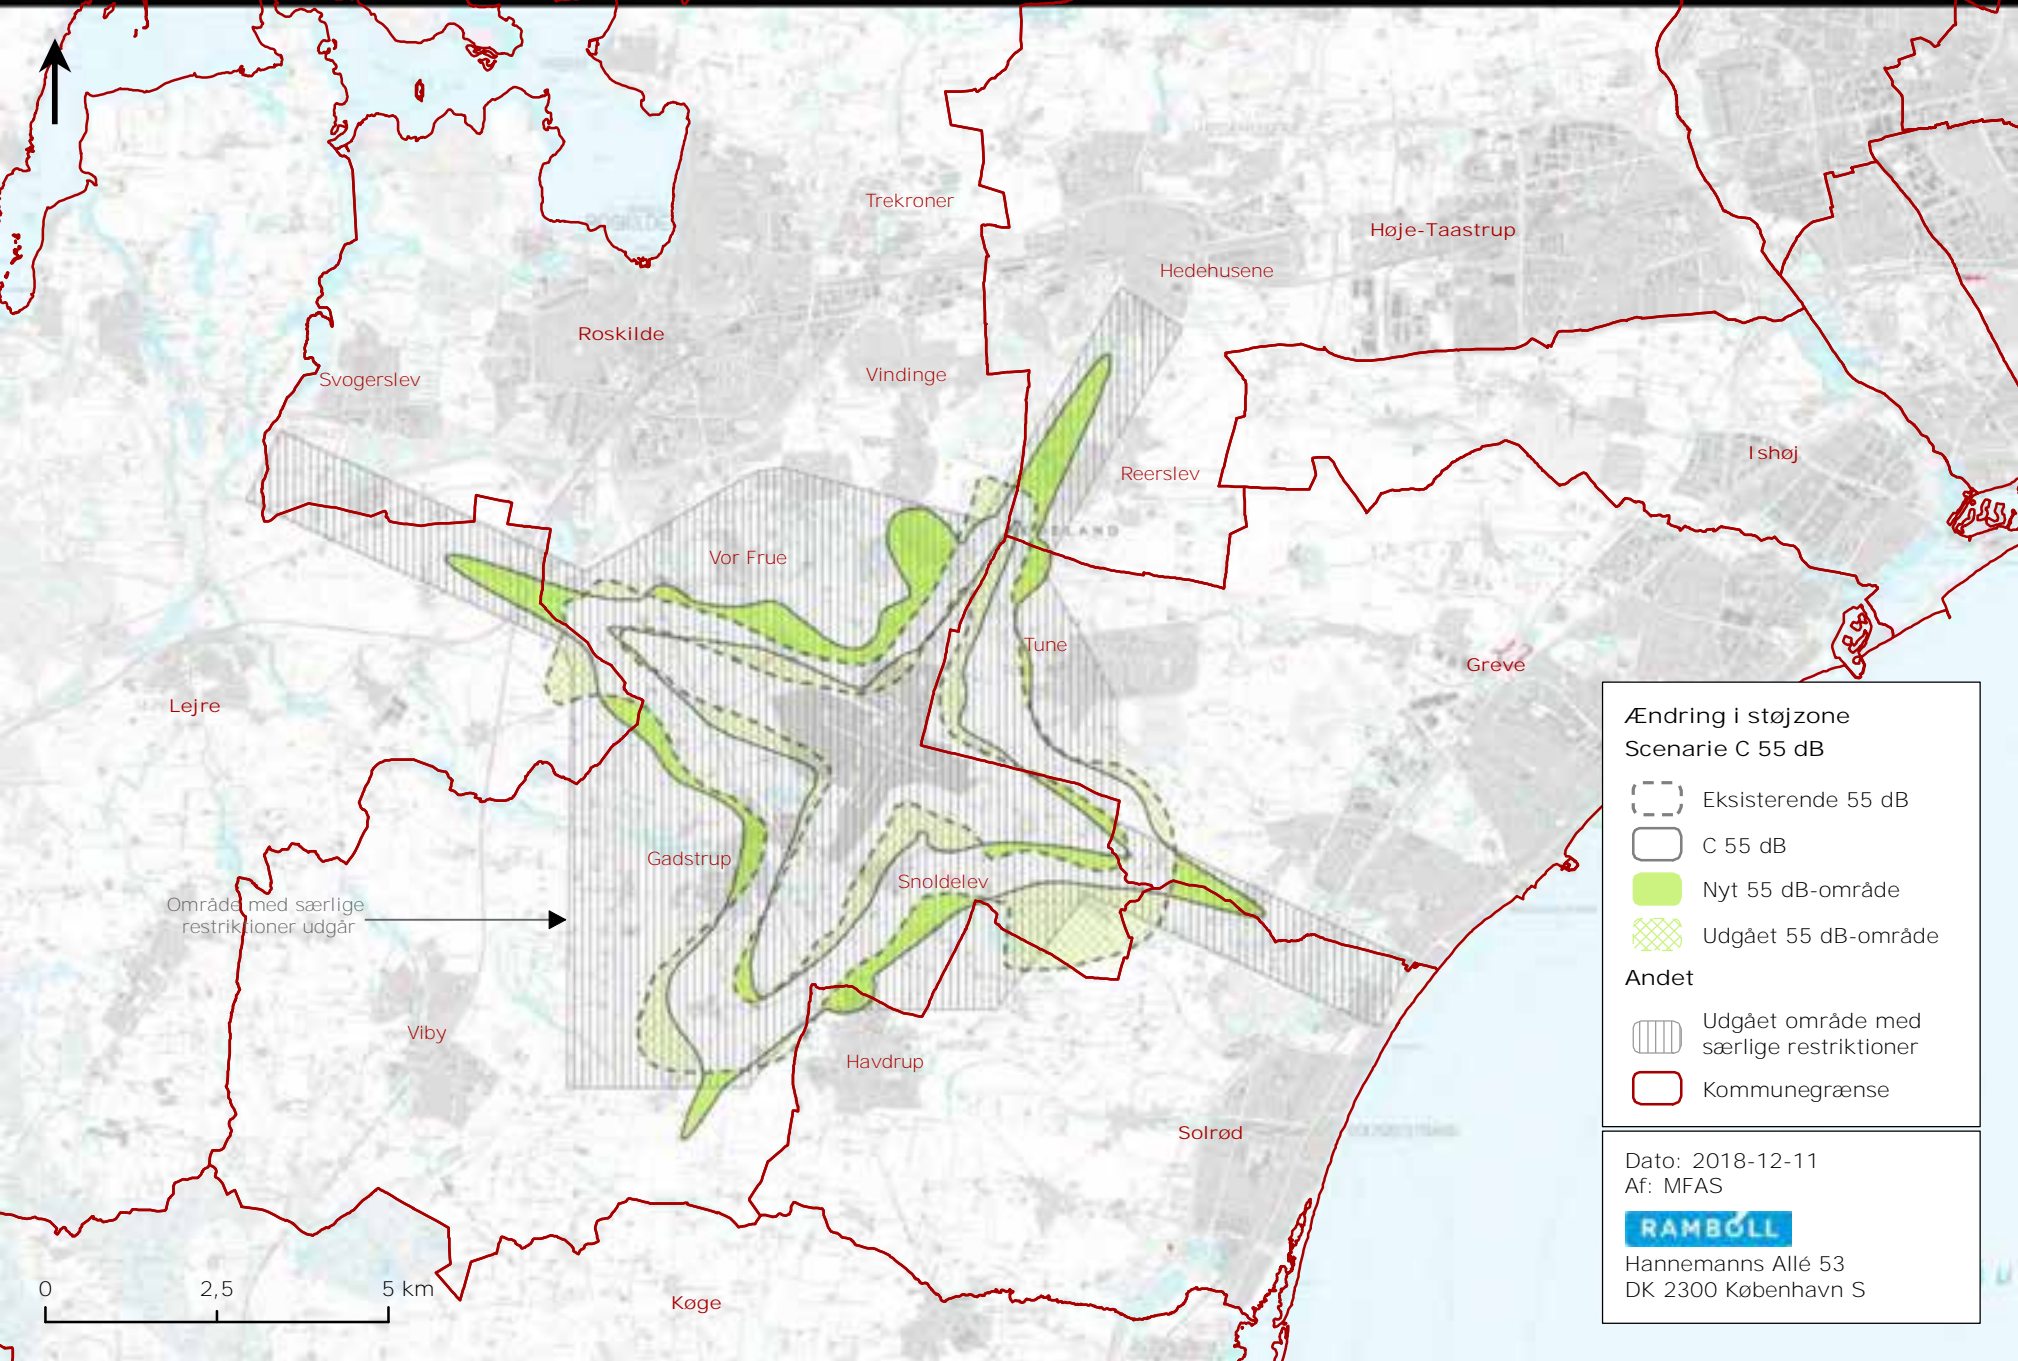 Trekroner
Høje-Taastrup
Hedehusene
Roskilde
Svogerslev
Vindinge
Ishøj
Reerslev
Vor Frue
Tune
Greve
Lejre
Gadstrup
Snoldelev
Område med særlige
restriktioner udgår
Viby
Havdrup
Solrød
Køge
0 2,5 5 km
Ændring i støjzone
Scenarie C 55 dB
Eksisterende 55 dB
C 55 dB
Nyt 55 dB-område
Udgået 55 dB-område
Andet
Udgået område med
særlige restriktioner
Kommunegrænse
Dato: 2018-12-11
Af: MFAS
RAMBØLL
Hannemanns Allé 53
DK 2300 København S